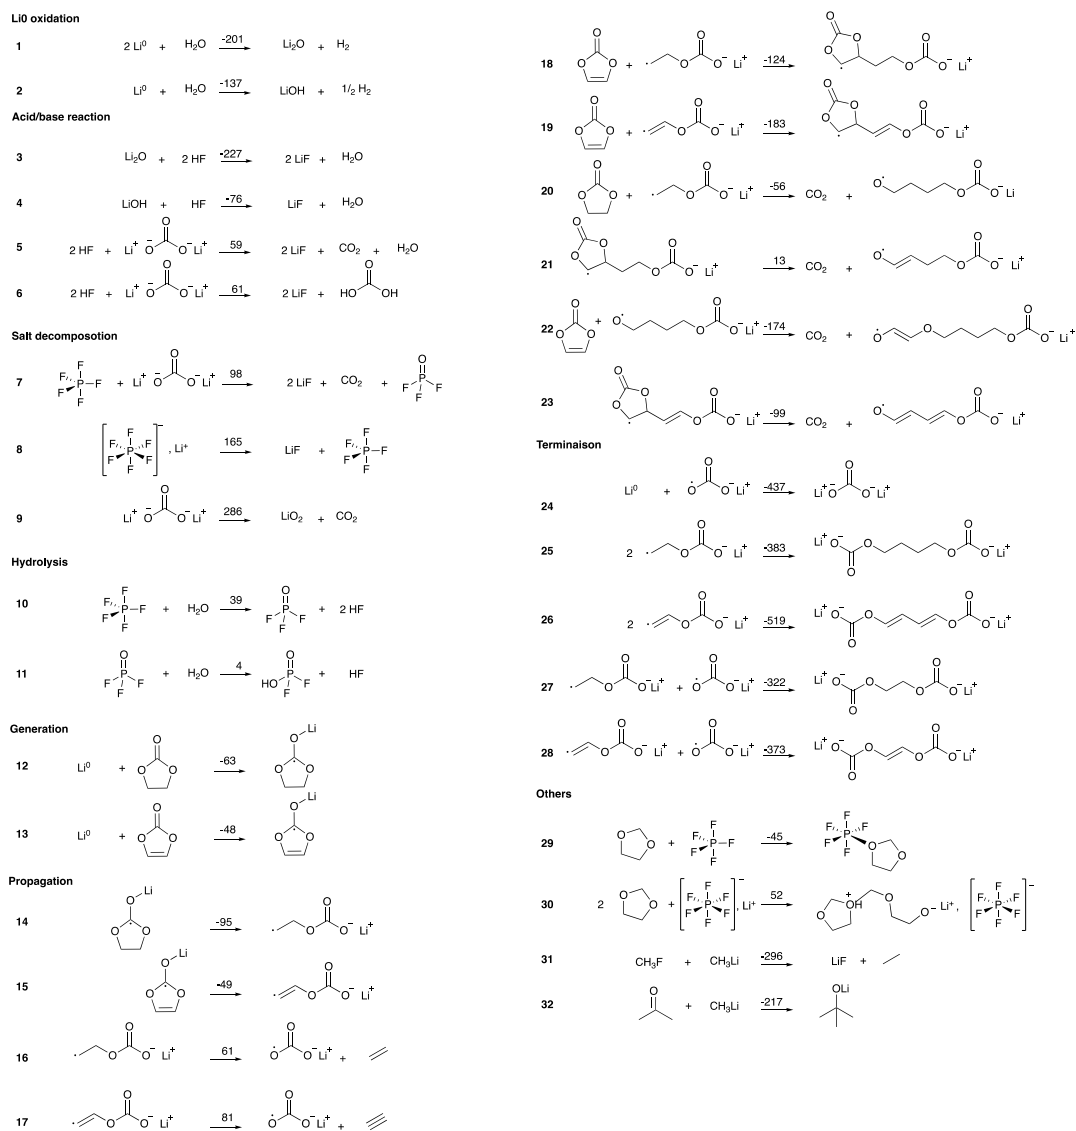 Li0 oxidation
1 2 Li⁰ + H₂O -201 Li₂O + H₂
2 Li⁰ + H₂O -137 LiOH + 1/2 H₂
Acid/base reaction
3 Li₂O + 2 HF -227 2 LiF + H₂O
4 LiOH + HF -76 LiF + H₂O
5 2 HF + Li⁺ ⁻O O O⁻ Li⁺ 59 2 LiF + CO₂ + H₂O
6 2 HF + Li⁺ ⁻O O O⁻ Li⁺ 61 2 LiF + HO O OH
Salt decomposotion
7 F F F P F F + Li⁺ ⁻O O O⁻ Li⁺ 98 2 LiF + CO₂ + O P F F F
8 [F F F P F F F]⁻ , Li⁺ 165 LiF + F F F P F F
9 Li⁺ ⁻O O O⁻ Li⁺ 286 LiO₂ + CO₂
Hydrolysis
10 F F F P F F + H₂O 39 O P F F F + 2 HF
11 O P F F F + H₂O 4 O HO P F F + HF
Generation
12 Li⁰ + O O O -63 Li O O O
13 Li⁰ + O O O -48 Li O O O
Propagation
14 Li O O O -95 O O O⁻ Li⁺
15 Li O O O -49 O O O⁻ Li⁺
16 O O O⁻ Li⁺ 61 O O O⁻ Li⁺ +
17 O O O⁻ Li⁺ 81 O O O⁻ Li⁺ +
18 O O O + O O O⁻ Li⁺ -124 O O O O O O⁻ Li⁺
19 O O O + O O O⁻ Li⁺ -183 O O O O O O⁻ Li⁺
20 O O O + O O O⁻ Li⁺ -56 CO₂ + O O O O⁻ Li
21 O O O O O O⁻ Li⁺ 13 CO₂ + O O O O⁻ Li⁺
22 O O O + O O O O⁻ Li⁺ -174 CO₂ + O O O O O⁻ Li⁺
23 O O O O O O⁻ Li⁺ -99 CO₂ + O O O O⁻ Li⁺
Terminaison
24 Li⁰ + O O O⁻ Li⁺ -437 Li⁺ ⁻O O O⁻ Li⁺
25 2 O O O⁻ Li⁺ -383 Li⁺ O⁻ O O O O O⁻ Li⁺
26 2 O O O⁻ Li⁺ -519 Li⁺ O⁻ O O O O O⁻ Li⁺
27 O O O⁻ Li⁺ + O O O⁻ Li⁺ -322 Li⁺ O⁻ O O O O O⁻ Li⁺
28 O O O⁻ Li⁺ + O O O⁻ Li⁺ -373 Li⁺ O⁻ O O O O O⁻ Li⁺
Others
29 O O + F F F P F F -45 F F F P F F O O
30 2 O O + [F F F P F F F]⁻ , Li⁺ 52 O O⁺ H O O⁻ Li⁺ , [F F F P F F F]⁻
31 CH₃F + CH₃Li -296 LiF +
32 O + CH₃Li -217 OLi